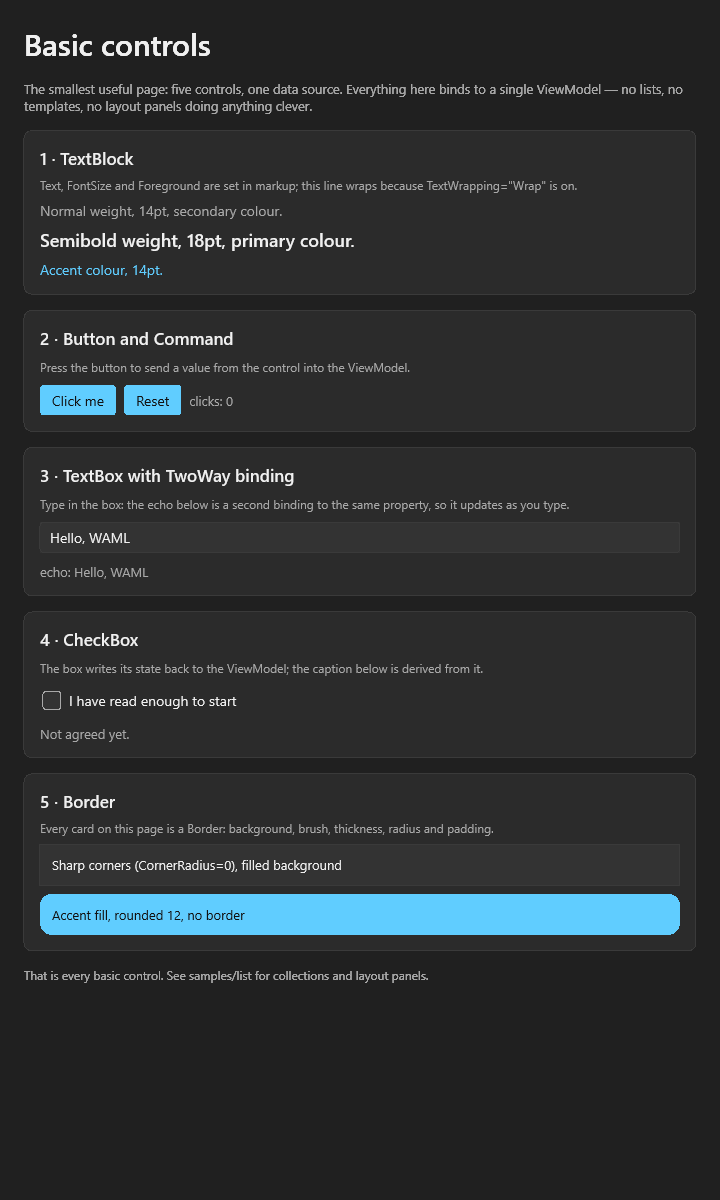 Basic controls
The smallest useful page: five controls, one data source. Everything here binds to a single ViewModel — no lists, no
templates, no layout panels doing anything clever.
1 · TextBlock
Text, FontSize and Foreground are set in markup; this line wraps because TextWrapping="Wrap" is on.
Normal weight, 14pt, secondary colour.
Semibold weight, 18pt, primary colour.
Accent colour, 14pt.
2 · Button and Command
Press the button to send a value from the control into the ViewModel.
Click me Reset clicks: 0
3 · TextBox with TwoWay binding
Type in the box: the echo below is a second binding to the same property, so it updates as you type.
Hello, WAML
echo: Hello, WAML
4 · CheckBox
The box writes its state back to the ViewModel; the caption below is derived from it.
I have read enough to start
Not agreed yet.
5 · Border
Every card on this page is a Border: background, brush, thickness, radius and padding.
Sharp corners (CornerRadius=0), filled background
Accent fill, rounded 12, no border
That is every basic control. See samples/list for collections and layout panels.